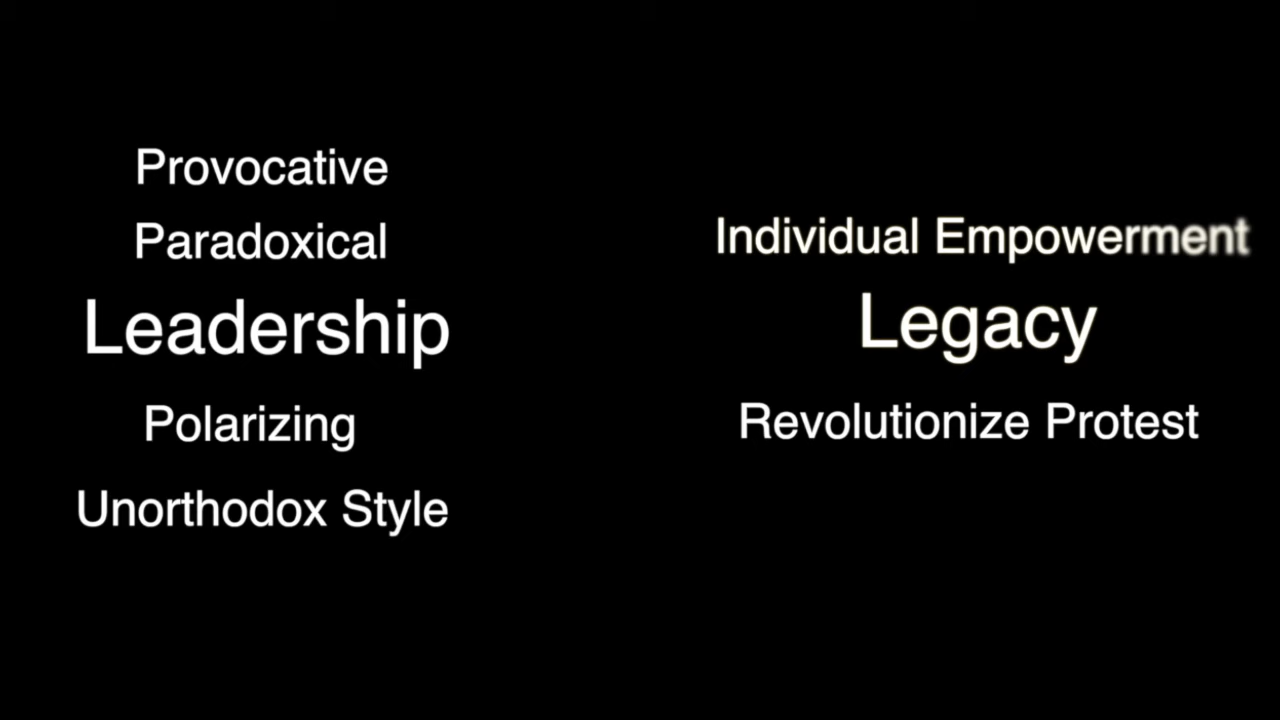 Provocative
Paradoxical
Leadership
Polarizing
Unorthodox Style
Individual Empowerment
Legacy
Revolutionize Protest